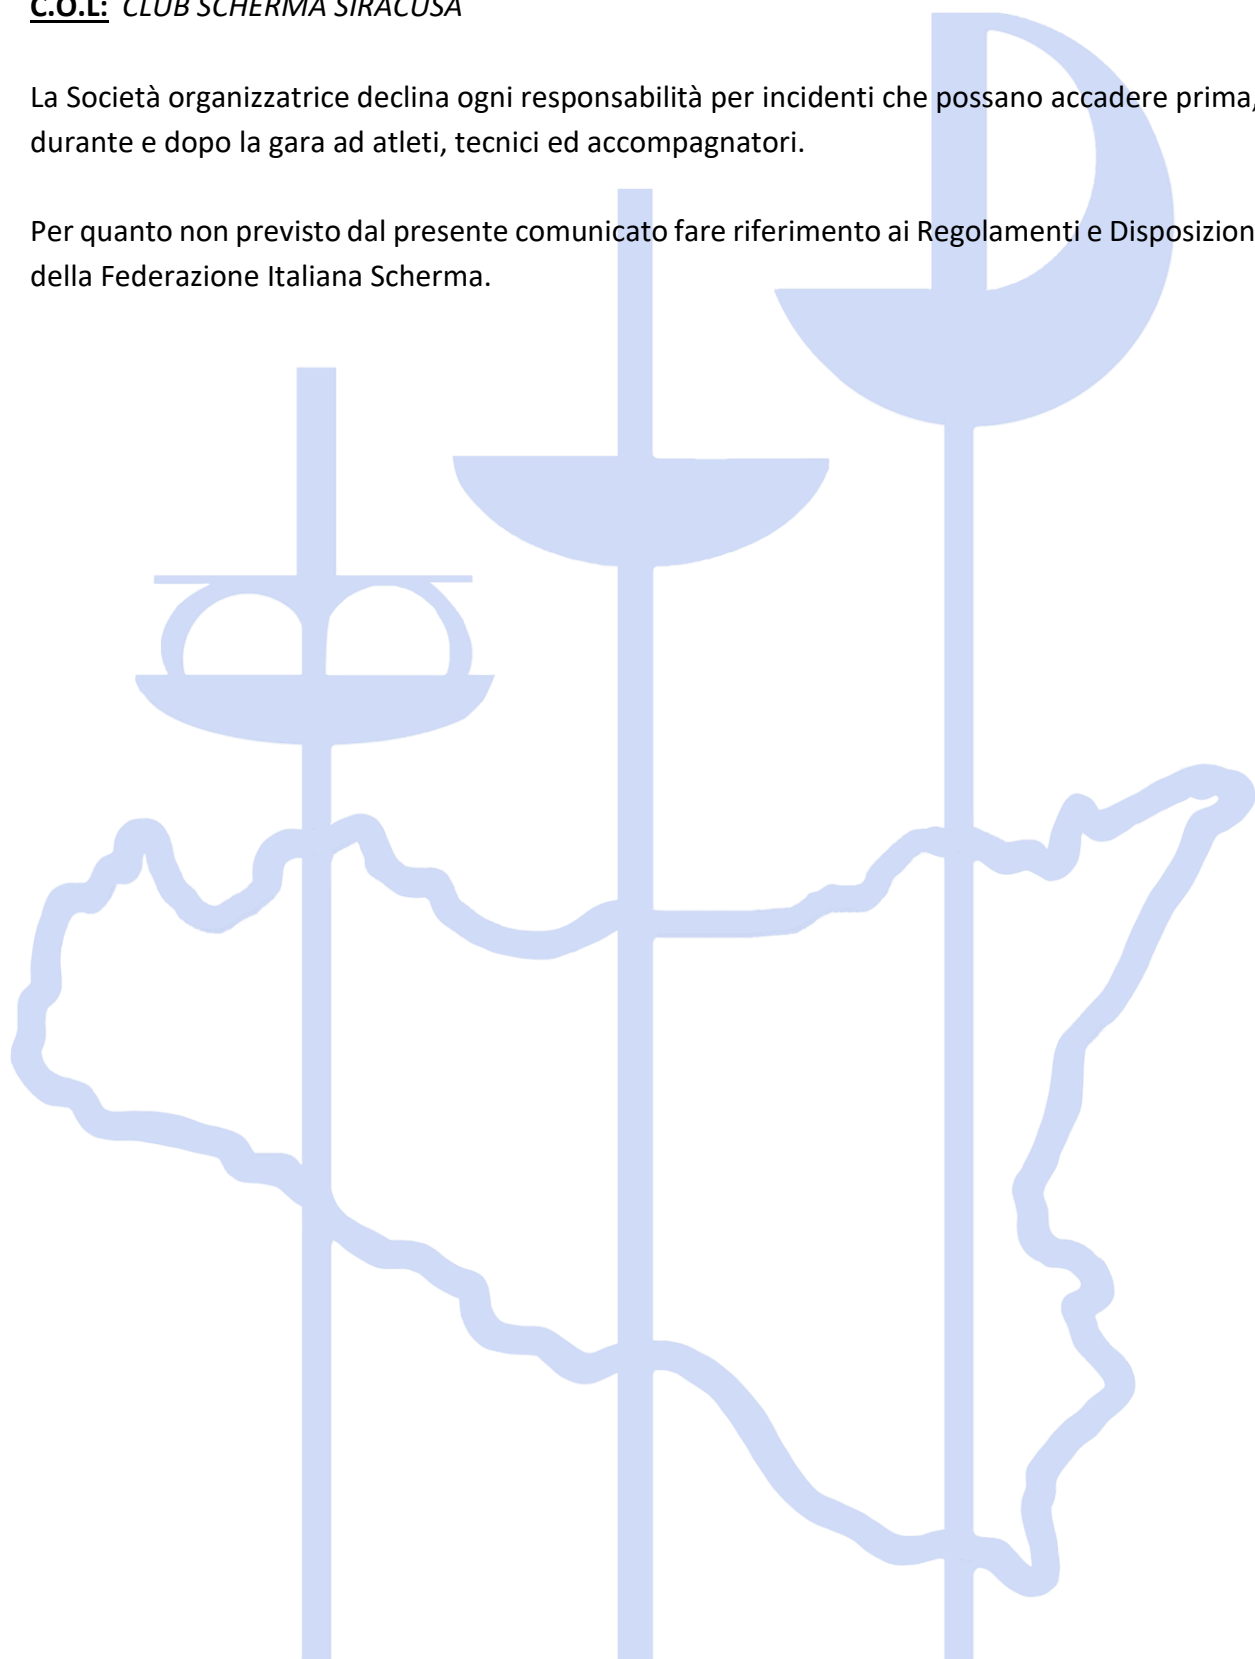 C.O.L: CLUB SCHERMA SIRACUSA
La Società organizzatrice declina ogni responsabilità per incidenti che possano accadere prima,
durante e dopo la gara ad atleti, tecnici ed accompagnatori.
Per quanto non previsto dal presente comunicato fare riferimento ai Regolamenti e Disposizion
della Federazione Italiana Scherma.